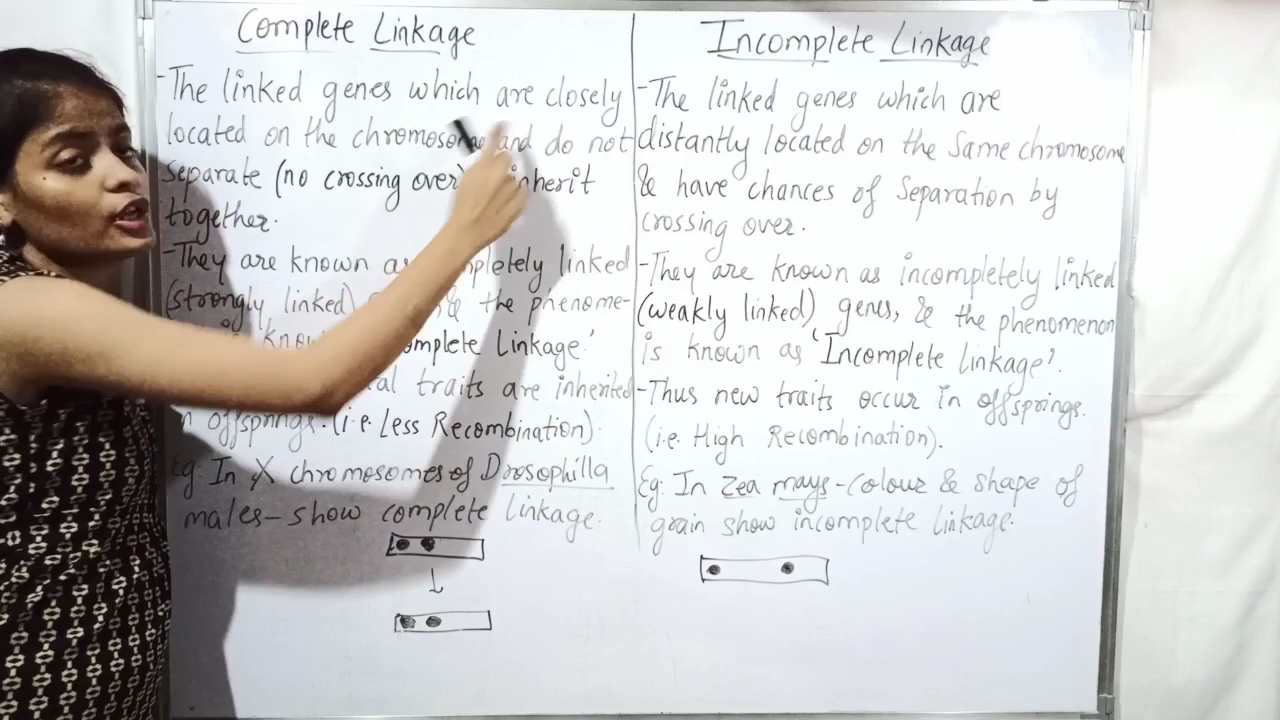 Complete Linkage
-The linked genes which are closely
located on the chromosome and do not
separate (no crossing over) inherit
together.
-They are known as linked
(strongly linked) & the phenome-
Complete Linkage.'
traits are inherited
offsprings. (i.e. Less Recombination).
Eg: In X chromosomes of Drosophilla
males-show complete linkage.
Incomplete Linkage
-The linked genes which are
distantly located on the Same chromosome
& have chances of Separation by
crossing over.
-They are known as incompletely linked
(weakly linked) genes, & the phenomenon
is known as 'Incomplete linkage'.
-Thus new traits occur in offsprings.
(i.e. High Recombination).
Eg: In Zea mays-colour & shape of
grain show incomplete linkage.